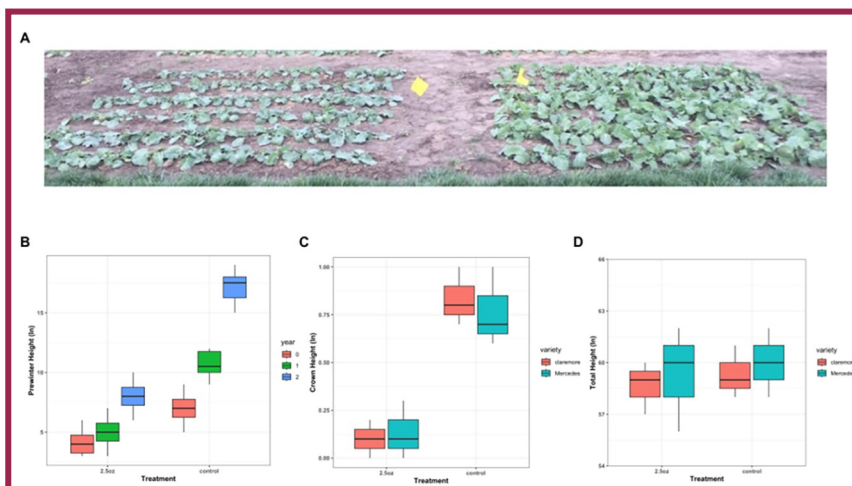 A
B
15
10
5
Prewinter Height (In)
2.5oz
control
Treatment
year
0
1
2
C
1.00
0.75
0.50
0.25
0.00
Crown Height (In)
2.5oz
control
Treatment
variety
claremore
Mercedes
D
66
63
60
57
54
Total Height (In)
2.5oz
control
Treatment
variety
claremore
Mercedes